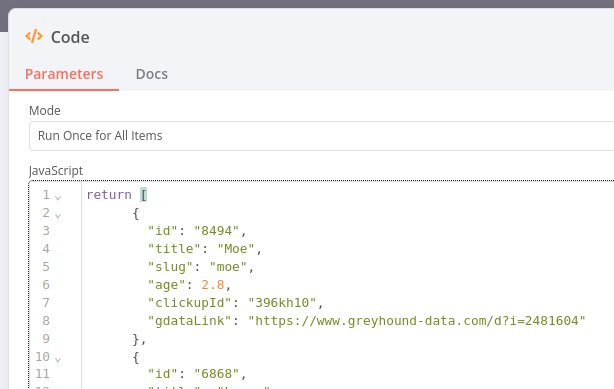 Code
Parameters Docs
Mode
Run Once for All Items
JavaScript
1 return [
2 {
3 "id": "8494",
4 "title": "Moe",
5 "slug": "moe",
6 "age": 2.8,
7 "clickupId": "396kh10",
8 "gdataLink": "https://www.greyhound-data.com/d?i=2481604"
9 },
10 {
11 "id": "6868",